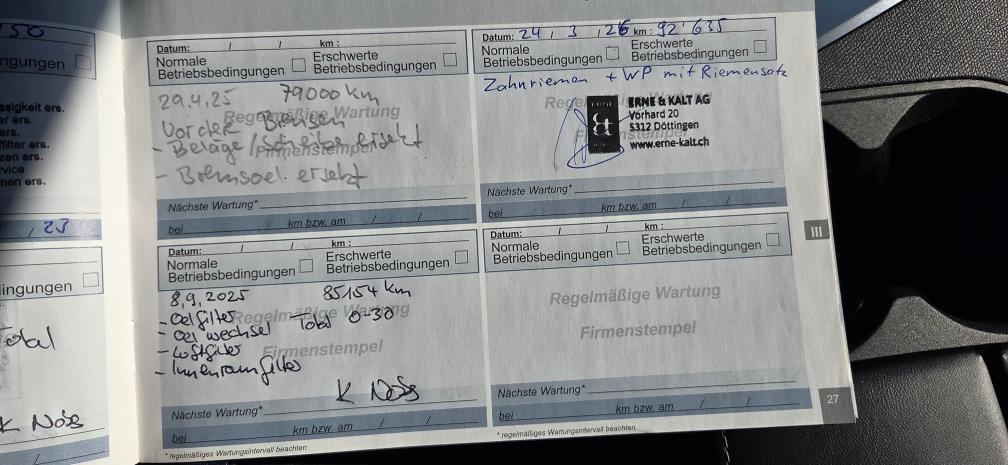 50
ngungen
ssigkeit ers.
er ers.
ers.
filter ers.
zen ers.
rvice
men ers.
/ 25
ingungen
Total
K Nöös
/
Datum: / / km :
Normale Betriebsbedingungen
Erschwerte Betriebsbedingungen
29.4.25 79000 km
Regelmäßige Wartung
Vorder Bremsen
- Beläge / Scheiben ersetzt
Firmenstempel
- Bremsoel. ersetzt
Nächste Wartung*
bei km bzw. am / /
Datum: / / km :
Normale Betriebsbedingungen
Erschwerte Betriebsbedingungen
8.9.2025 85154 km
- Oelfilter
Regelmäßige Wartung
- Oel wechsel Total 0-30
- Luftfilter
Firmenstempel
- Innenraumfilter
K Nöös
Nächste Wartung*
bei km bzw. am / /
* regelmäßiges Wartungsintervall beachten
Datum: 24 / 3 / 26 km : 92'635
Normale Betriebsbedingungen
Erschwerte Betriebsbedingungen
Zahnriemen + WP mit Riemensatz
ERNE & KALT AG
Vorhard 20
5312 Döttingen
www.erne-kalt.ch
Nächste Wartung*
bei km bzw. am / /
Datum: / / km :
Normale Betriebsbedingungen
Erschwerte Betriebsbedingungen
Regelmäßige Wartung
Firmenstempel
Nächste Wartung*
bei km bzw. am / /
* regelmäßiges Wartungsintervall beachten
III
27